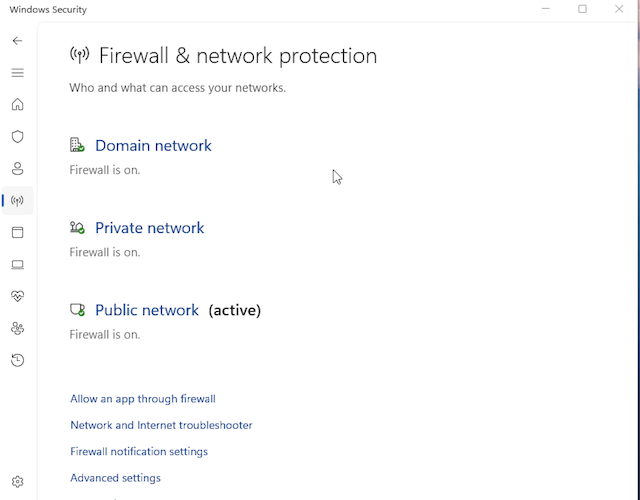 Windows Security
Firewall & network protection
Who and what can access your networks.
Domain network
Firewall is on.
Private network
Firewall is on.
Public network (active)
Firewall is on.
Allow an app through firewall
Network and Internet troubleshooter
Firewall notification settings
Advanced settings